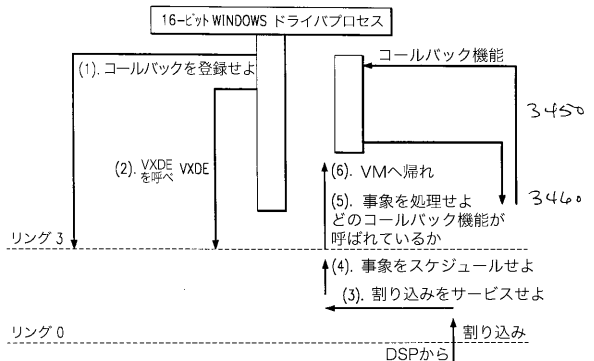 16-ビット WINDOWS ドライバプロセス
(1). コールバックを登録せよ
コールバック機能
3450
(2). VXDE を呼べ VXDE
(6). VMへ帰れ
(5). 事象を処理せよ
どのコールバック機能が
呼ばれているか
3460
リング 3
(4). 事象をスケジュールせよ
(3). 割り込みをサービスせよ
リング 0
割り込み
DSPから